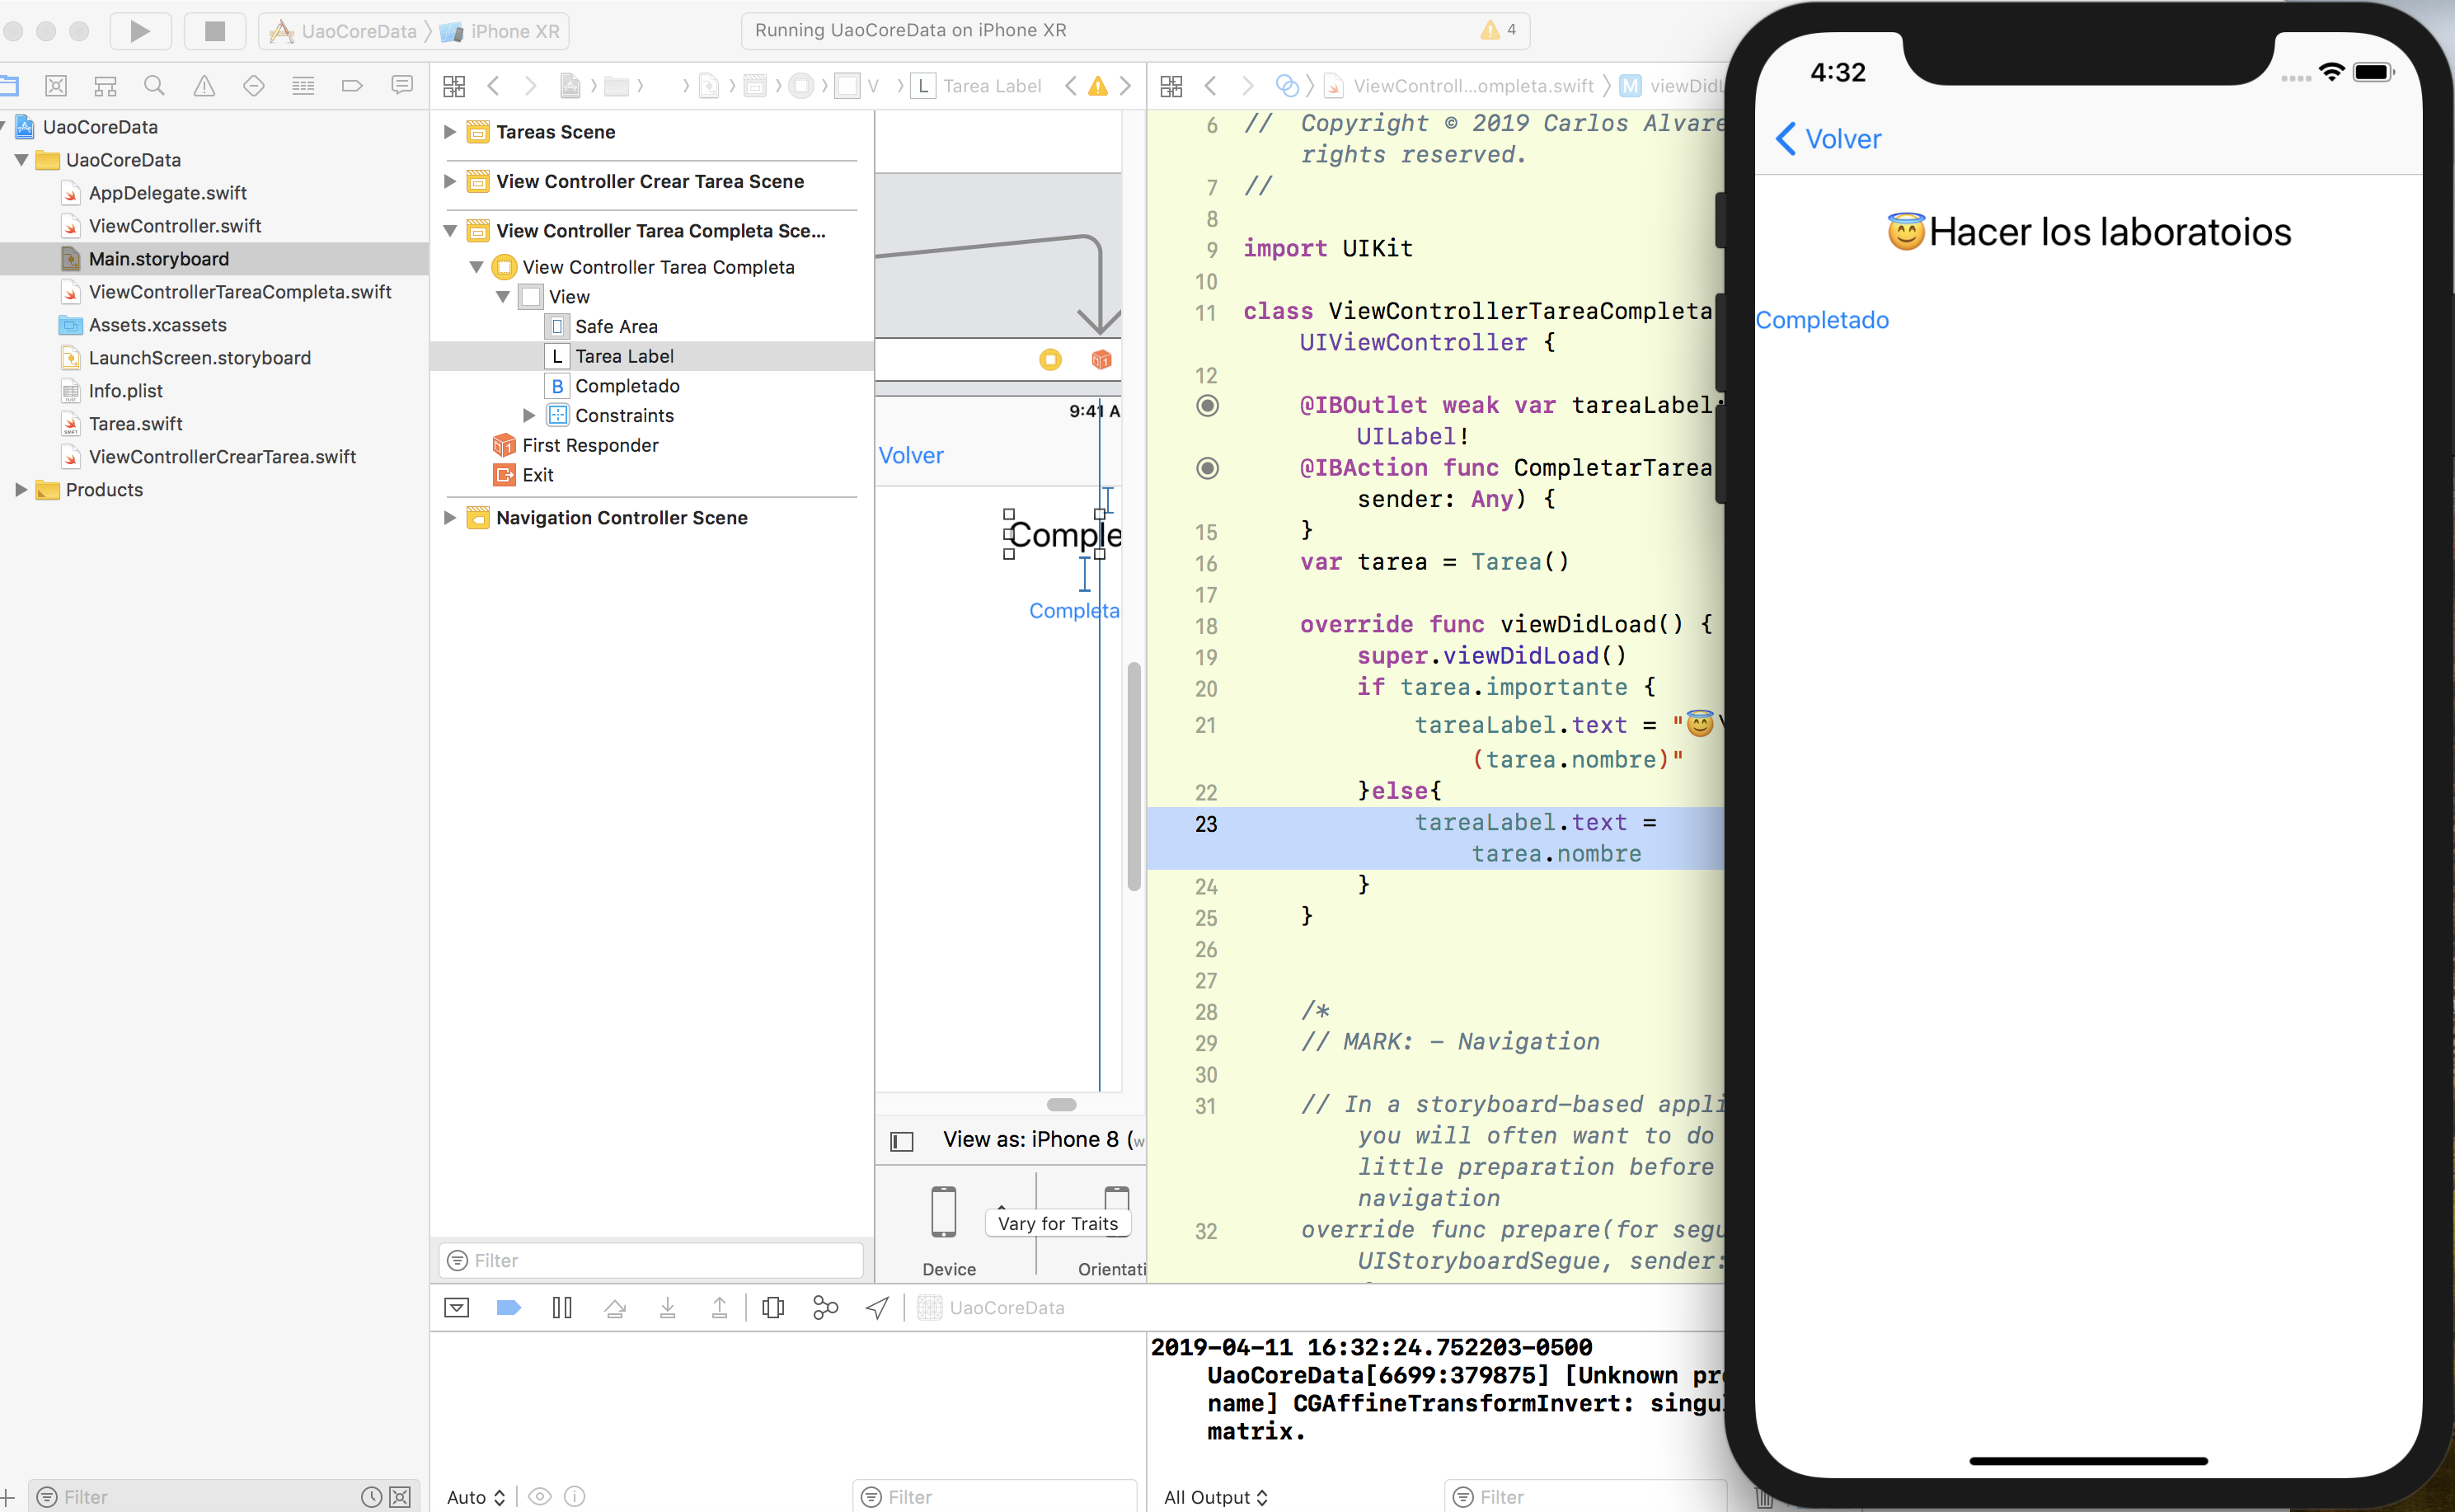 UaoCoreData
iPhone XR
Running UaoCoreData on iPhone XR
4
V
L
Tarea Label
ViewControll...ompleta.swift
M
UaoCoreData
UaoCoreData
AppDelegate.swift
ViewController.swift
Main.storyboard
ViewControllerTareaCompleta.swift
Assets.xcassets
LaunchScreen.storyboard
Info.plist
Tarea.swift
ViewControllerCrearTarea.swift
Products
Filter
Tareas Scene
View Controller Crear Tarea Scene
View Controller Tarea Completa Sce...
View Controller Tarea Completa
View
Safe Area
L Tarea Label
B Completado
Constraints
First Responder
Exit
Navigation Controller Scene
Filter
9:41 A
Volver
Comple
Completa
View as: iPhone 8 (w
Vary for Traits
Device
Orientati
6 // Copyright © 2019 Carlos Alvare
rights reserved.
7 //
8
9 import UIKit
10
11 class ViewControllerTareaCompleta
UIViewController {
12
@IBOutlet weak var tareaLabel:
UILabel!
@IBAction func CompletarTarea
sender: Any) {
15 }
16 var tarea = Tarea()
17
18 override func viewDidLoad() {
19 super.viewDidLoad()
20 if tarea.importante {
21 tareaLabel.text = "😇\
(tarea.nombre)"
22 }else{
23 tareaLabel.text =
tarea.nombre
24 }
25 }
26
27
28 /*
29 // MARK: - Navigation
30
31 // In a storyboard-based appli
you will often want to do
little preparation before
navigation
32 override func prepare(for segu
UIStoryboardSegue, sender:
UaoCoreData
2019-04-11 16:32:24.752203-0500
UaoCoreData[6699:379875] [Unknown pr
name] CGAffineTransformInvert: singu
matrix.
Auto
Filter
All Output
Filter
4:32
Volver
😇Hacer los laboratoios
Completado